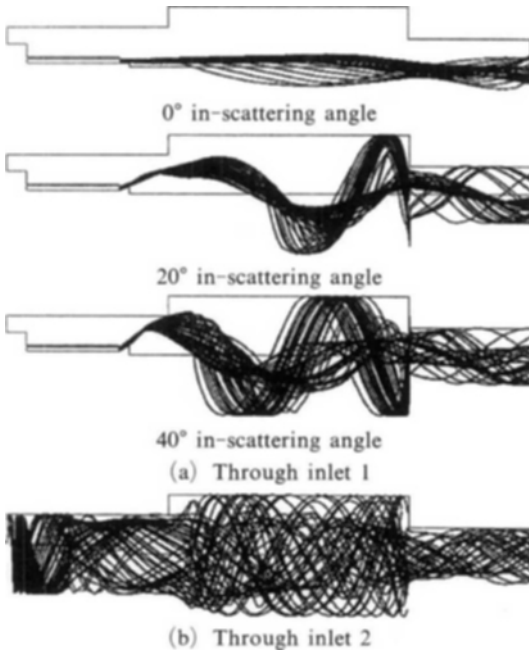 0° in-scattering angle
20° in-scattering angle
40° in-scattering angle
(a) Through inlet 1
(b) Through inlet 2